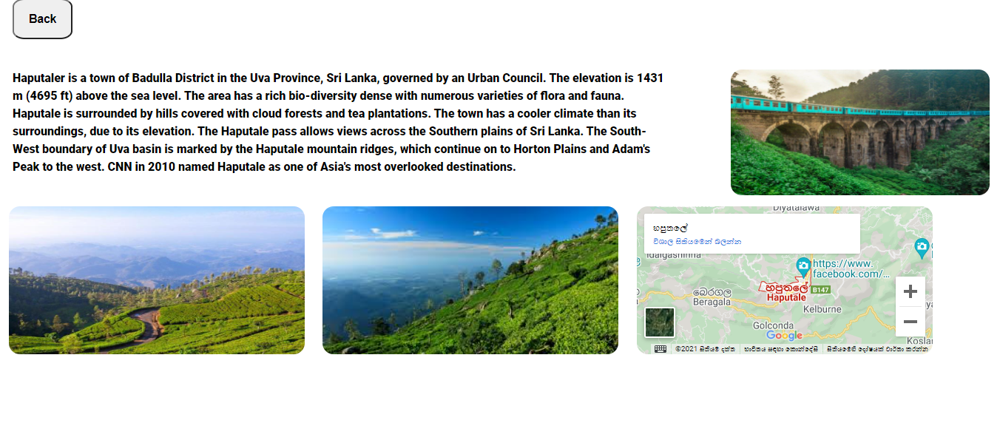 Back
Haputaler is a town of Badulla District in the Uva Province, Sri Lanka, governed by an Urban Council. The elevation is 1431
m (4695 ft) above the sea level. The area has a rich bio-diversity dense with numerous varieties of flora and fauna.
Haputale is surrounded by hills covered with cloud forests and tea plantations. The town has a cooler climate than its
surroundings, due to its elevation. The Haputale pass allows views across the Southern plains of Sri Lanka. The South-
West boundary of Uva basin is marked by the Haputale mountain ridges, which continue on to Horton Plains and Adam's
Peak to the west. CNN in 2010 named Haputale as one of Asia's most overlooked destinations.
Diyatalawa
හපුතලේ
විශාල සිතියමෙන් බලන්න
Idalgashinna
https://www.
facebook.com/...
හපුතලේ
Haputale
B147
බෙරගල
Beragala
Kelburne
Golconda
Google
Koslan
©2021 සිතියම් දත්ත
භාවිතය සඳහා කොන්දේසි
සිතියමෙහි දෝෂයක් වාර්තා කරන්න